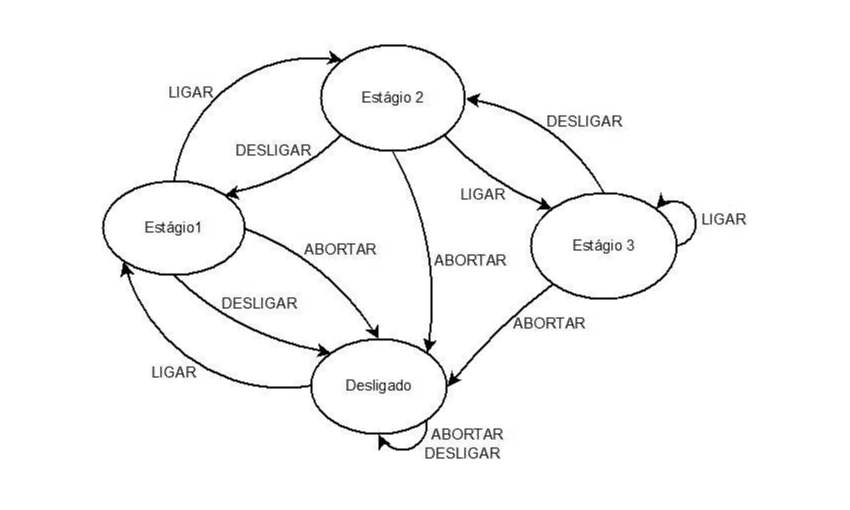 Estágio 2
LIGAR
DESLIGAR
DESLIGAR
LIGAR
Estágio1
LIGAR
Estágio 3
ABORTAR
ABORTAR
DESLIGAR
ABORTAR
LIGAR
Desligado
ABORTAR
DESLIGAR